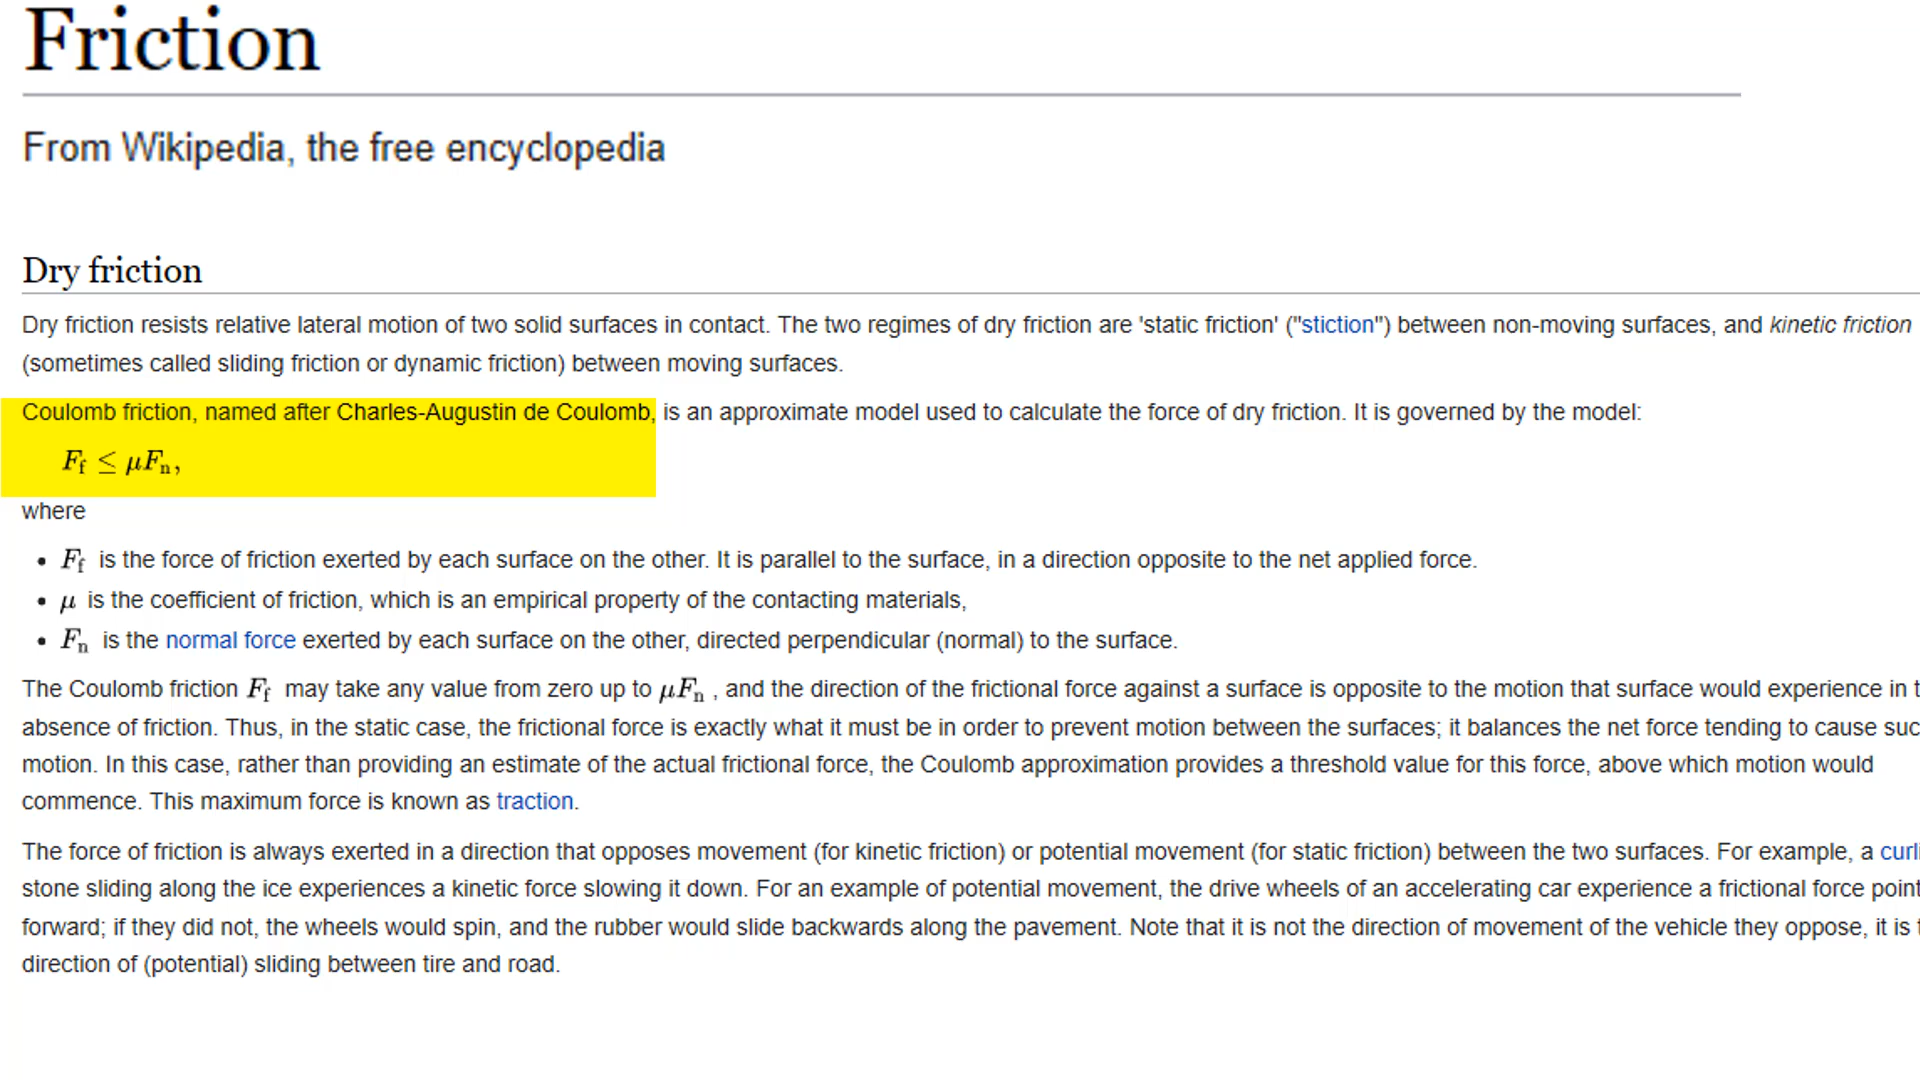 Friction
From Wikipedia, the free encyclopedia
Dry friction
Dry friction resists relative lateral motion of two solid surfaces in contact. The two regimes of dry friction are 'static friction' ("stiction") between non-moving surfaces, and kinetic friction
(sometimes called sliding friction or dynamic friction) between moving surfaces.
Coulomb friction, named after Charles-Augustin de Coulomb, is an approximate model used to calculate the force of dry friction. It is governed by the model:
F_f ≤ μF_n,
where
• F_f is the force of friction exerted by each surface on the other. It is parallel to the surface, in a direction opposite to the net applied force.
• μ is the coefficient of friction, which is an empirical property of the contacting materials,
• F_n is the normal force exerted by each surface on the other, directed perpendicular (normal) to the surface.
The Coulomb friction F_f may take any value from zero up to μF_n , and the direction of the frictional force against a surface is opposite to the motion that surface would experience in
absence of friction. Thus, in the static case, the frictional force is exactly what it must be in order to prevent motion between the surfaces; it balances the net force tending to cause suc
motion. In this case, rather than providing an estimate of the actual frictional force, the Coulomb approximation provides a threshold value for this force, above which motion would
commence. This maximum force is known as traction.
The force of friction is always exerted in a direction that opposes movement (for kinetic friction) or potential movement (for static friction) between the two surfaces. For example, a curli
stone sliding along the ice experiences a kinetic force slowing it down. For an example of potential movement, the drive wheels of an accelerating car experience a frictional force point
forward; if they did not, the wheels would spin, and the rubber would slide backwards along the pavement. Note that it is not the direction of movement of the vehicle they oppose, it is
direction of (potential) sliding between tire and road.